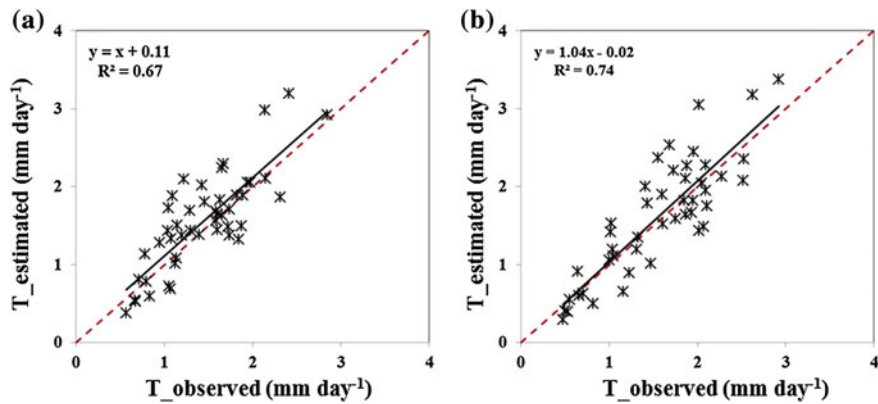 (a)
y = x + 0.11
R² = 0.67
T_estimated (mm day⁻¹)
4
3
2
1
0
0 1 2 3 4
T_observed (mm day⁻¹)
(b)
y = 1.04x - 0.02
R² = 0.74
T_estimated (mm day⁻¹)
4
3
2
1
0
0 1 2 3 4
T_observed (mm day⁻¹)